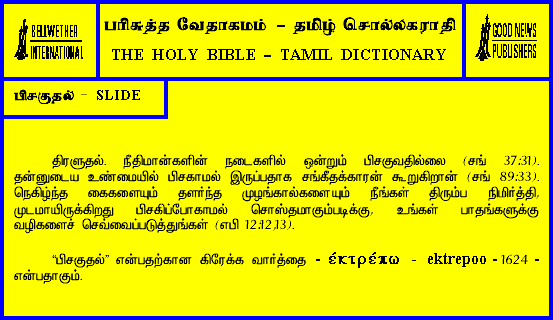 BELLWETHER
INTERNATIONAL
பரிசுத்த வேதாகமம் – தமிழ் சொல்லகராதி
THE HOLY BIBLE – TAMIL DICTIONARY
GOOD NEWS
PUBLISHERS
பிசகுதல் – SLIDE
திரளுதல். நீதிமான்களின் நடைகளில் ஒன்றும் பிசகுவதில்லை (சங் 37:31).
தன்னுடைய உண்மையில் பிசகாமல் இருப்பதாக சங்கீதக்காரன் கூறுகிறான் (சங் 89:33).
நெகிழ்ந்த கைகளையும் தளர்ந்த முழங்கால்களையும் நீங்கள் திரும்ப நிமிர்த்தி,
முடமாயிருக்கிறது பிசகிப்போகாமல் சொஸ்தமாகும்படிக்கு, உங்கள் பாதங்களுக்கு
வழிகளைச் செவ்வைப்படுத்துங்கள் (எபி 12:12,13).
“பிசகுதல்” என்பதற்கான கிரேக்க வார்த்தை - έκτρέπω - ektrepoo -1624 -
என்பதாகும்.